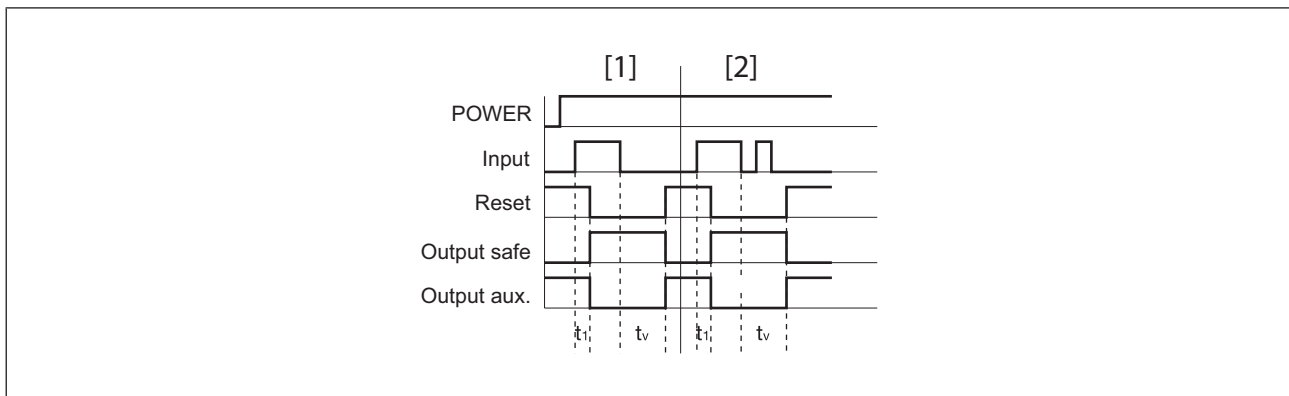 [1] [2]
POWER
Input
Reset
Output safe
Output aux.
t1 tv t1 tv